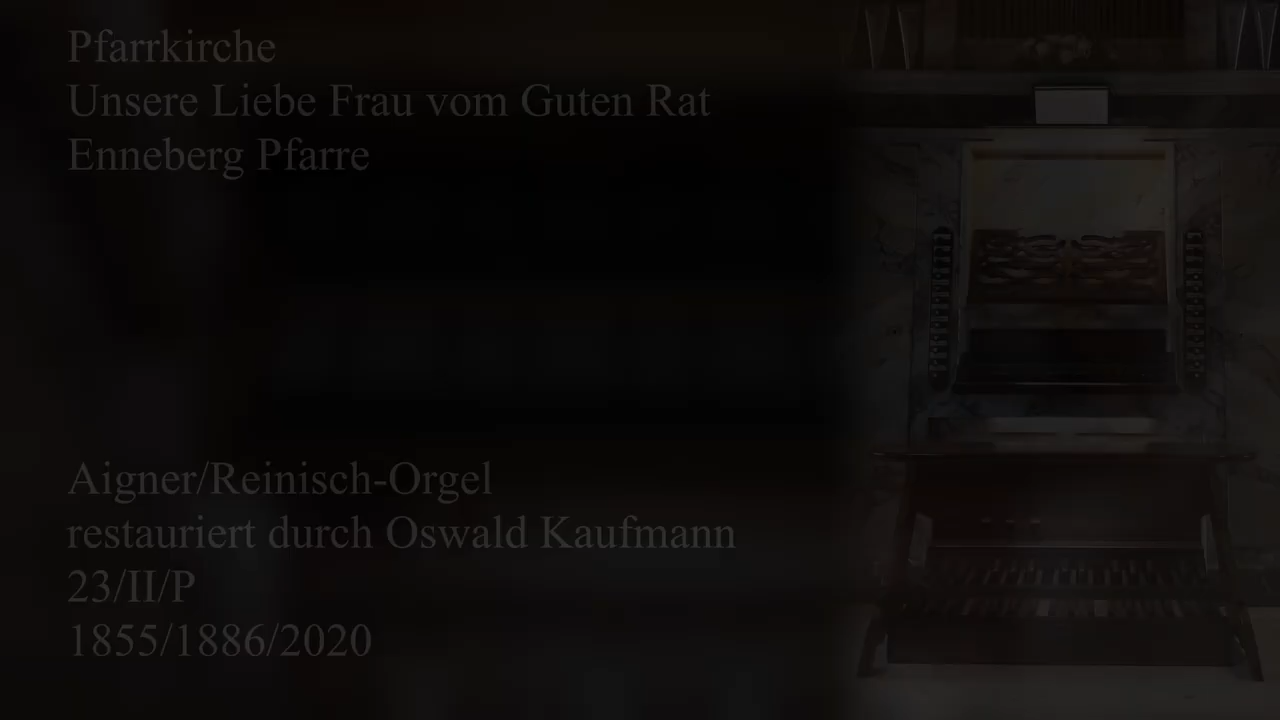 Pfarrkirche
Unsere Liebe Frau vom Guten Rat
Enneberg Pfarre
Aigner/Reinisch-Orgel
restauriert durch Oswald Kaufmann
23/II/P
1855/1886/2020